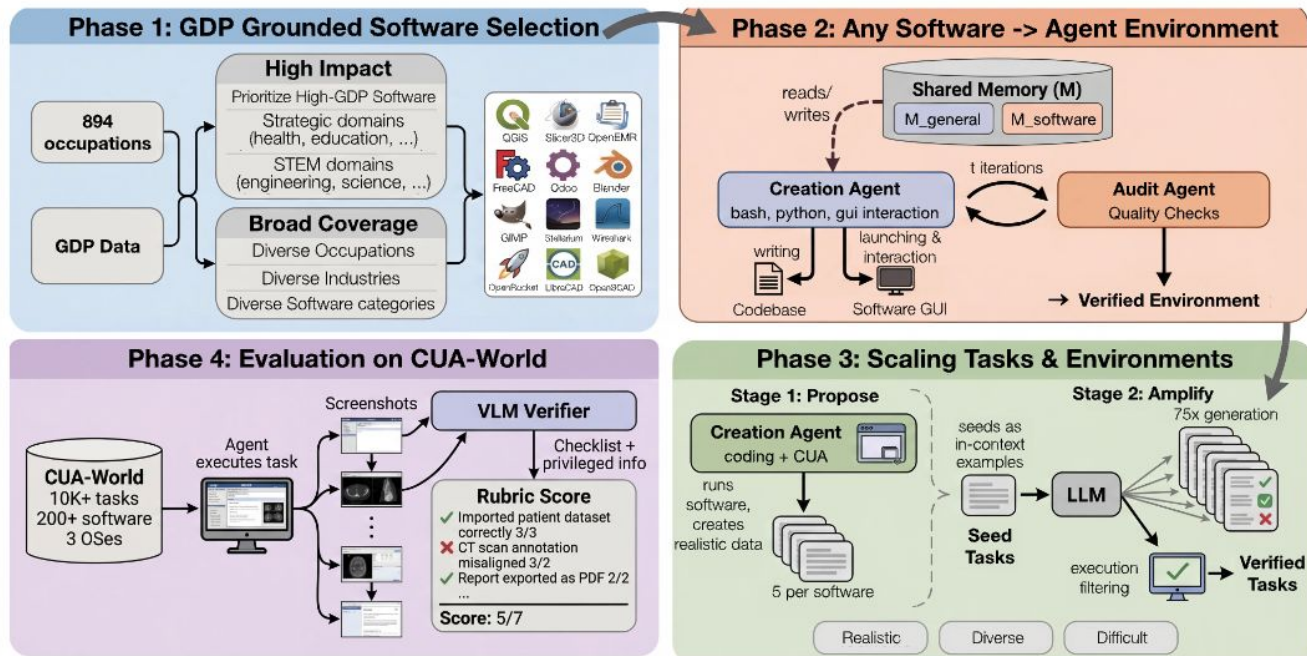 Phase 1: GDP Grounded Software Selection
894
occupations
GDP Data
High Impact
Prioritize High-GDP Software
Strategic domains
(health, education, ...)
STEM domains
(engineering, science, ...)
Broad Coverage
Diverse Occupations
Diverse Industries
Diverse Software categories
QGIS
Slicer3D
OpenEMR
FreeCAD
Odoo
Blender
GIMP
Stellarium
Wireshark
OpenRocket
CAD
LibreCAD
OpenSCAD
Phase 2: Any Software -> Agent Environment
Shared Memory (M)
M_general
M_software
reads/
writes
Creation Agent
bash, python, gui interaction
t iterations
Audit Agent
Quality Checks
writing
launching &
interaction
Codebase
Software GUI
→ Verified Environment
Phase 4: Evaluation on CUA-World
CUA-World
10K+ tasks
200+ software
3 OSes
Agent
executes task
Screenshots
VLM Verifier
Checklist +
privileged info
Rubric Score
✓ Imported patient dataset
correctly 3/3
✗ CT scan annotation
misaligned 3/2
✓ Report exported as PDF 2/2
...
Score: 5/7
Phase 3: Scaling Tasks & Environments
Stage 1: Propose
Creation Agent
coding + CUA
runs
software,
creates
realistic data
5 per software
Stage 2: Amplify
75x generation
seeds as
in-context
examples
Seed
Tasks
LLM
execution
filtering
Verified
Tasks
Realistic
Diverse
Difficult